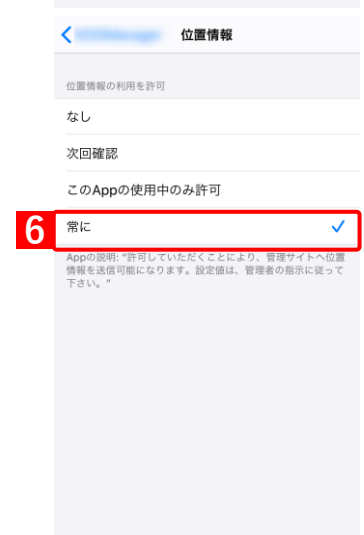 位置情報
位置情報の利用を許可
なし
次回確認
このAppの使用中のみ許可
6
常に
Appの説明: “許可していただくことにより、管理サイトへ位置
情報を送信可能になります。設定値は、管理者の指示に従って
下さい。”